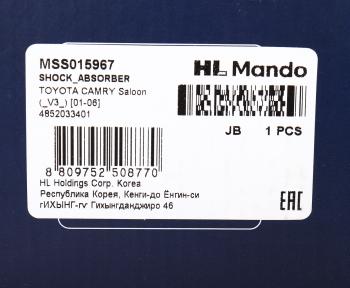 MSS015967
SHOCK_ABSORBER
TOYOTA CAMRY Saloon
(_V3_) [01-06]
4852033401
HL Mando
JB 1 PCS
8 809752 508770
HL Holdings Corp. Korea
Республика Корея, Кенги-до Ёнгин-си
гИХЫНГ-гv Гихынгданджиро 46
EAC